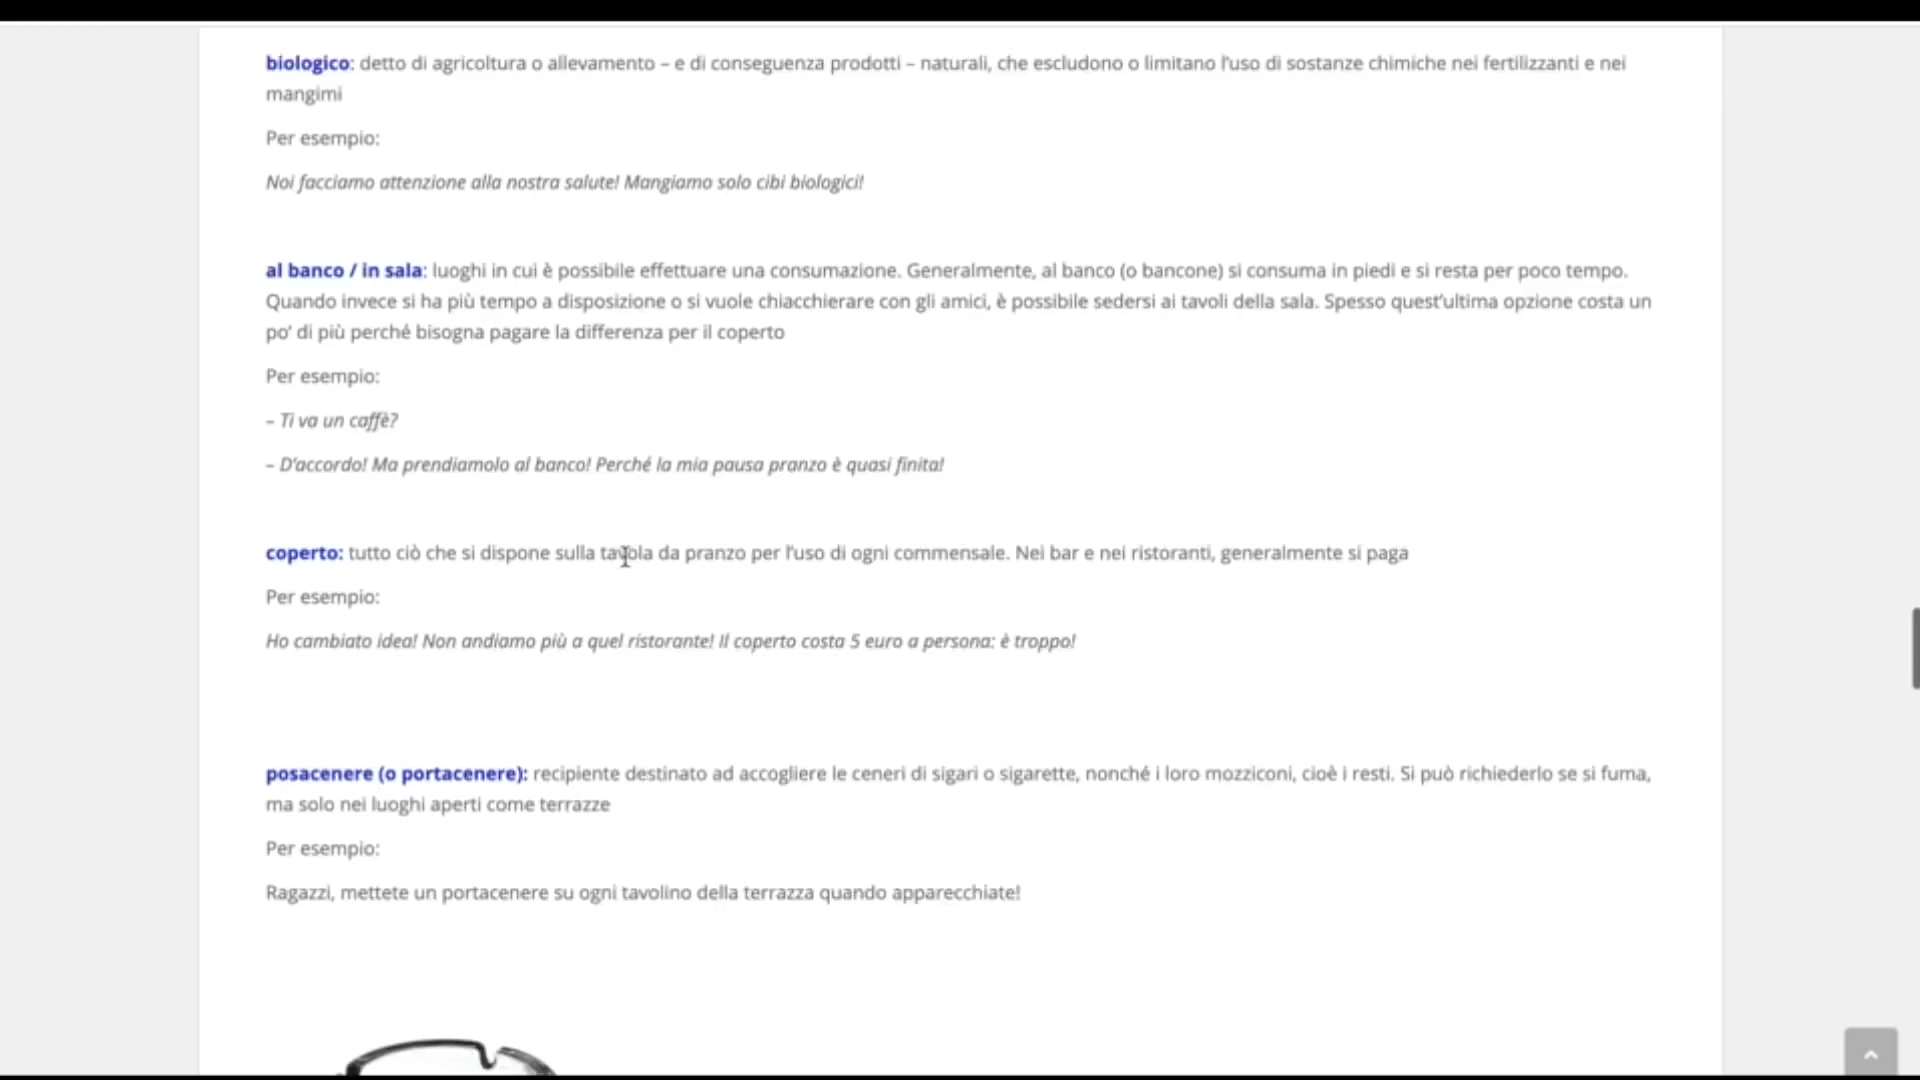 biologico: detto di agricoltura o allevamento – e di conseguenza prodotti – naturali, che escludono o limitano l'uso di sostanze chimiche nei fertilizzanti e nei
mangimi
Per esempio:
Noi facciamo attenzione alla nostra salute! Mangiamo solo cibi biologici!
al banco / in sala: luoghi in cui è possibile effettuare una consumazione. Generalmente, al banco (o bancone) si consuma in piedi e si resta per poco tempo.
Quando invece si ha più tempo a disposizione o si vuole chiacchierare con gli amici, è possibile sedersi ai tavoli della sala. Spesso quest'ultima opzione costa un
po' di più perché bisogna pagare la differenza per il coperto
Per esempio:
– Ti va un caffè?
– D'accordo! Ma prendiamolo al banco! Perché la mia pausa pranzo è quasi finita!
coperto: tutto ciò che si dispone sulla tavola da pranzo per l'uso di ogni commensale. Nei bar e nei ristoranti, generalmente si paga
Per esempio:
Ho cambiato idea! Non andiamo più a quel ristorante! Il coperto costa 5 euro a persona: è troppo!
posacenere (o portacenere): recipiente destinato ad accogliere le ceneri di sigari o sigarette, nonché i loro mozziconi, cioè i resti. Si può richiederlo se si fuma,
ma solo nei luoghi aperti come terrazze
Per esempio:
Ragazzi, mettete un portacenere su ogni tavolino della terrazza quando apparecchiate!